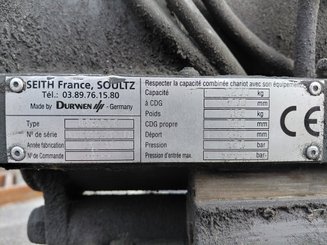 SEITH France, SOULTZ
Tél.: 03.89.76.15.80
Made by DURWEN - Germany
Type
N° de série
Année fabrication
N° de Commande
Respecter la capacité combinée chariot avec son équipement
Capacité kg
à CDG mm
Poids kg
CDG propre mm
Déport mm
Pression bar
Pression d'entrée max. bar
CE